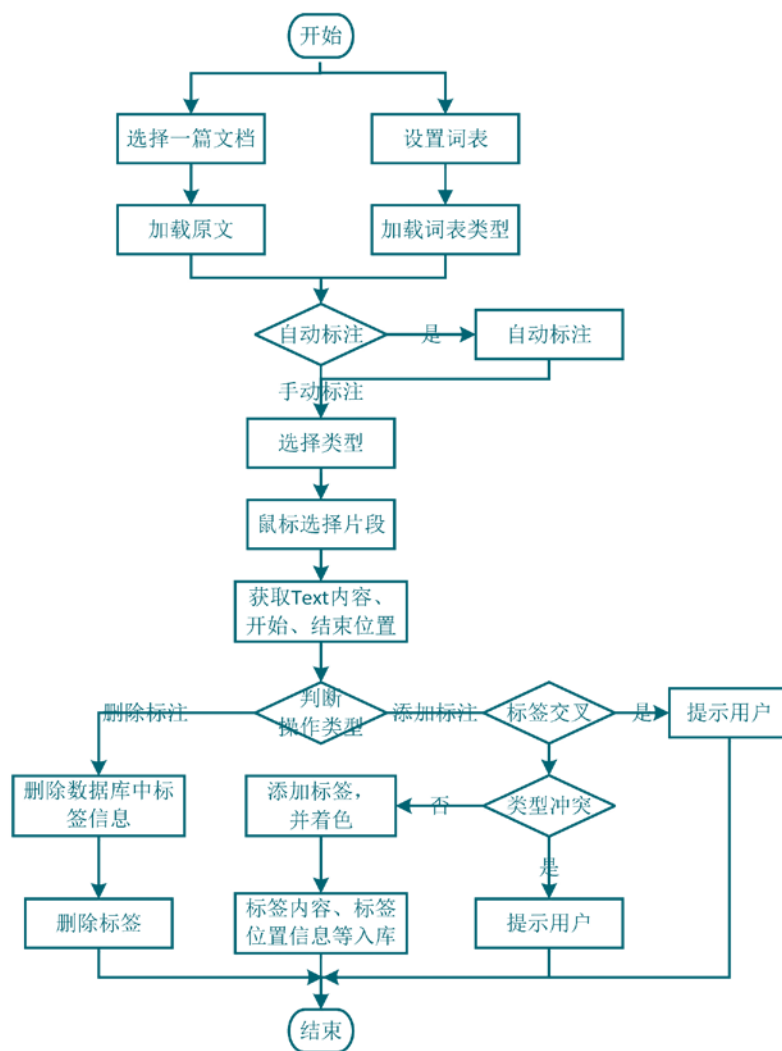 开始
选择一篇文档
设置词表
加载原文
加载词表类型
自动标注
是
自动标注
手动标注
选择类型
鼠标选择片段
获取Text内容、
开始、结束位置
删除标注
判断
操作类型
添加标注
标签交叉
是
提示用户
删除数据库中标
签信息
添加标签，
并着色
否
类型冲突
是
删除标签
标签内容、标签
位置信息等入库
提示用户
结束